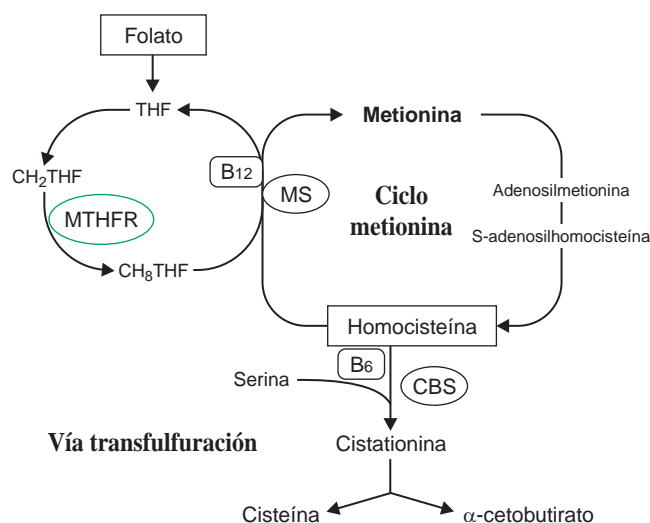 Folato
THF
Metionina
CH₂THF
B12
MS
MTHFR
Ciclo
metionina
Adenosilmetionina
S-adenosilhomocisteína
CH₈THF
Homocisteína
B6
Serina
CBS
Vía transfulfuración
Cistationina
Cisteína
α-cetobutirato